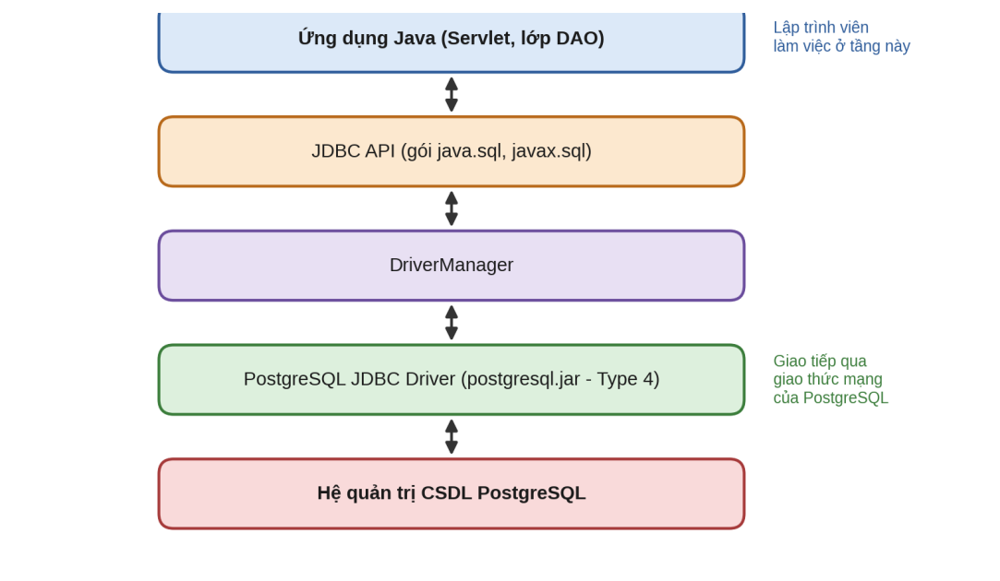 Ứng dụng Java (Servlet, lớp DAO)
Lập trình viên
làm việc ở tầng này
JDBC API (gói java.sql, javax.sql)
DriverManager
PostgreSQL JDBC Driver (postgresql.jar - Type 4)
Giao tiếp qua
giao thức mạng
của PostgreSQL
Hệ quản trị CSDL PostgreSQL